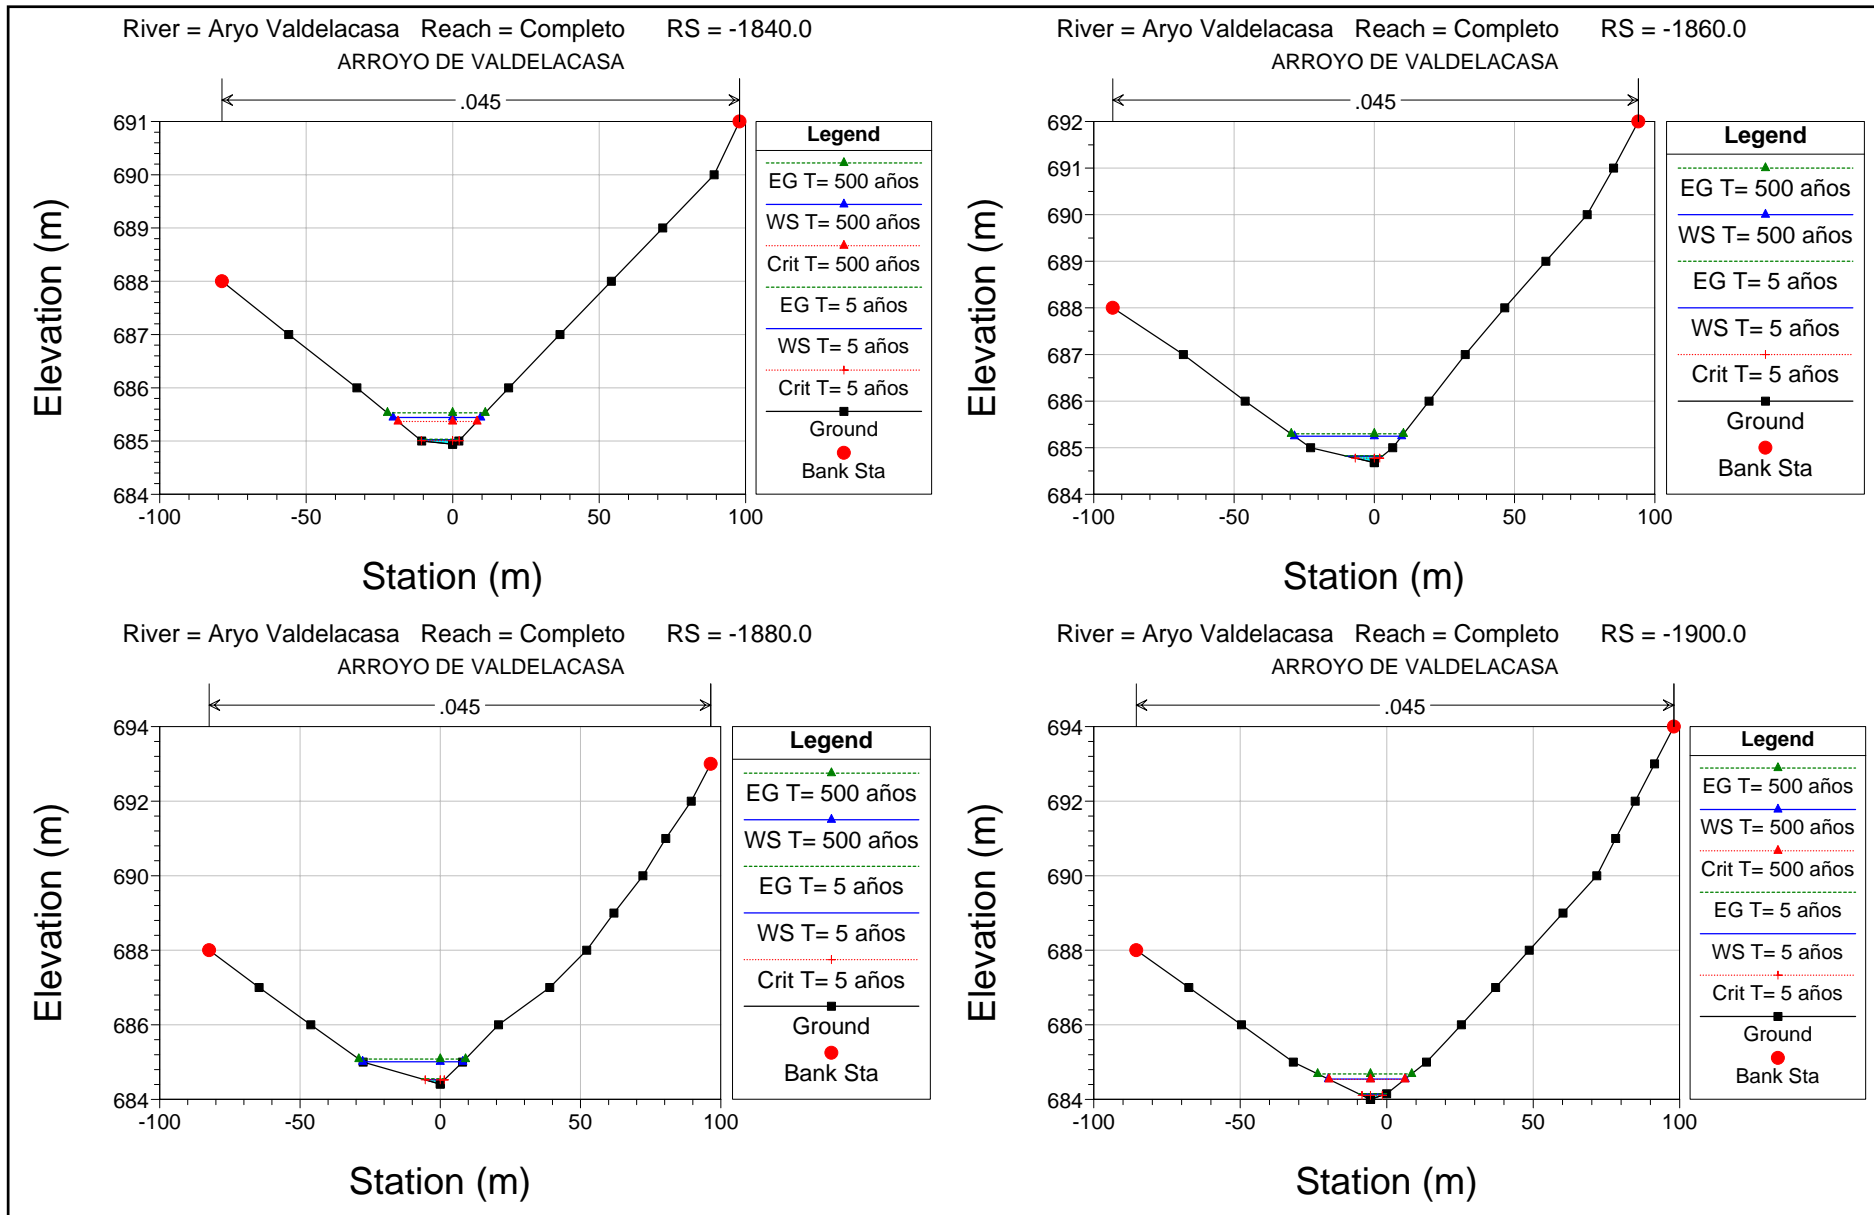 River = Aryo Valdelacasa Reach = Completo RS = -1840.0
ARROYO DE VALDELACASA
.045
691
690
689
688
687
686
685
684
-100
-50
0
50
100
Elevation (m)
Station (m)
Legend
EG T= 500 años
WS T= 500 años
Crit T= 500 años
EG T= 5 años
WS T= 5 años
Crit T= 5 años
Ground
Bank Sta
River = Aryo Valdelacasa Reach = Completo RS = -1860.0
ARROYO DE VALDELACASA
.045
692
691
690
689
688
687
686
685
684
-100
-50
0
50
100
Elevation (m)
Station (m)
Legend
EG T= 500 años
WS T= 500 años
EG T= 5 años
WS T= 5 años
Crit T= 5 años
Ground
Bank Sta
River = Aryo Valdelacasa Reach = Completo RS = -1880.0
ARROYO DE VALDELACASA
.045
694
692
690
688
686
684
-100
-50
0
50
100
Elevation (m)
Station (m)
Legend
EG T= 500 años
WS T= 500 años
EG T= 5 años
WS T= 5 años
Crit T= 5 años
Ground
Bank Sta
River = Aryo Valdelacasa Reach = Completo RS = -1900.0
ARROYO DE VALDELACASA
.045
694
692
690
688
686
684
-100
-50
0
50
100
Elevation (m)
Station (m)
Legend
EG T= 500 años
WS T= 500 años
Crit T= 500 años
EG T= 5 años
WS T= 5 años
Crit T= 5 años
Ground
Bank Sta